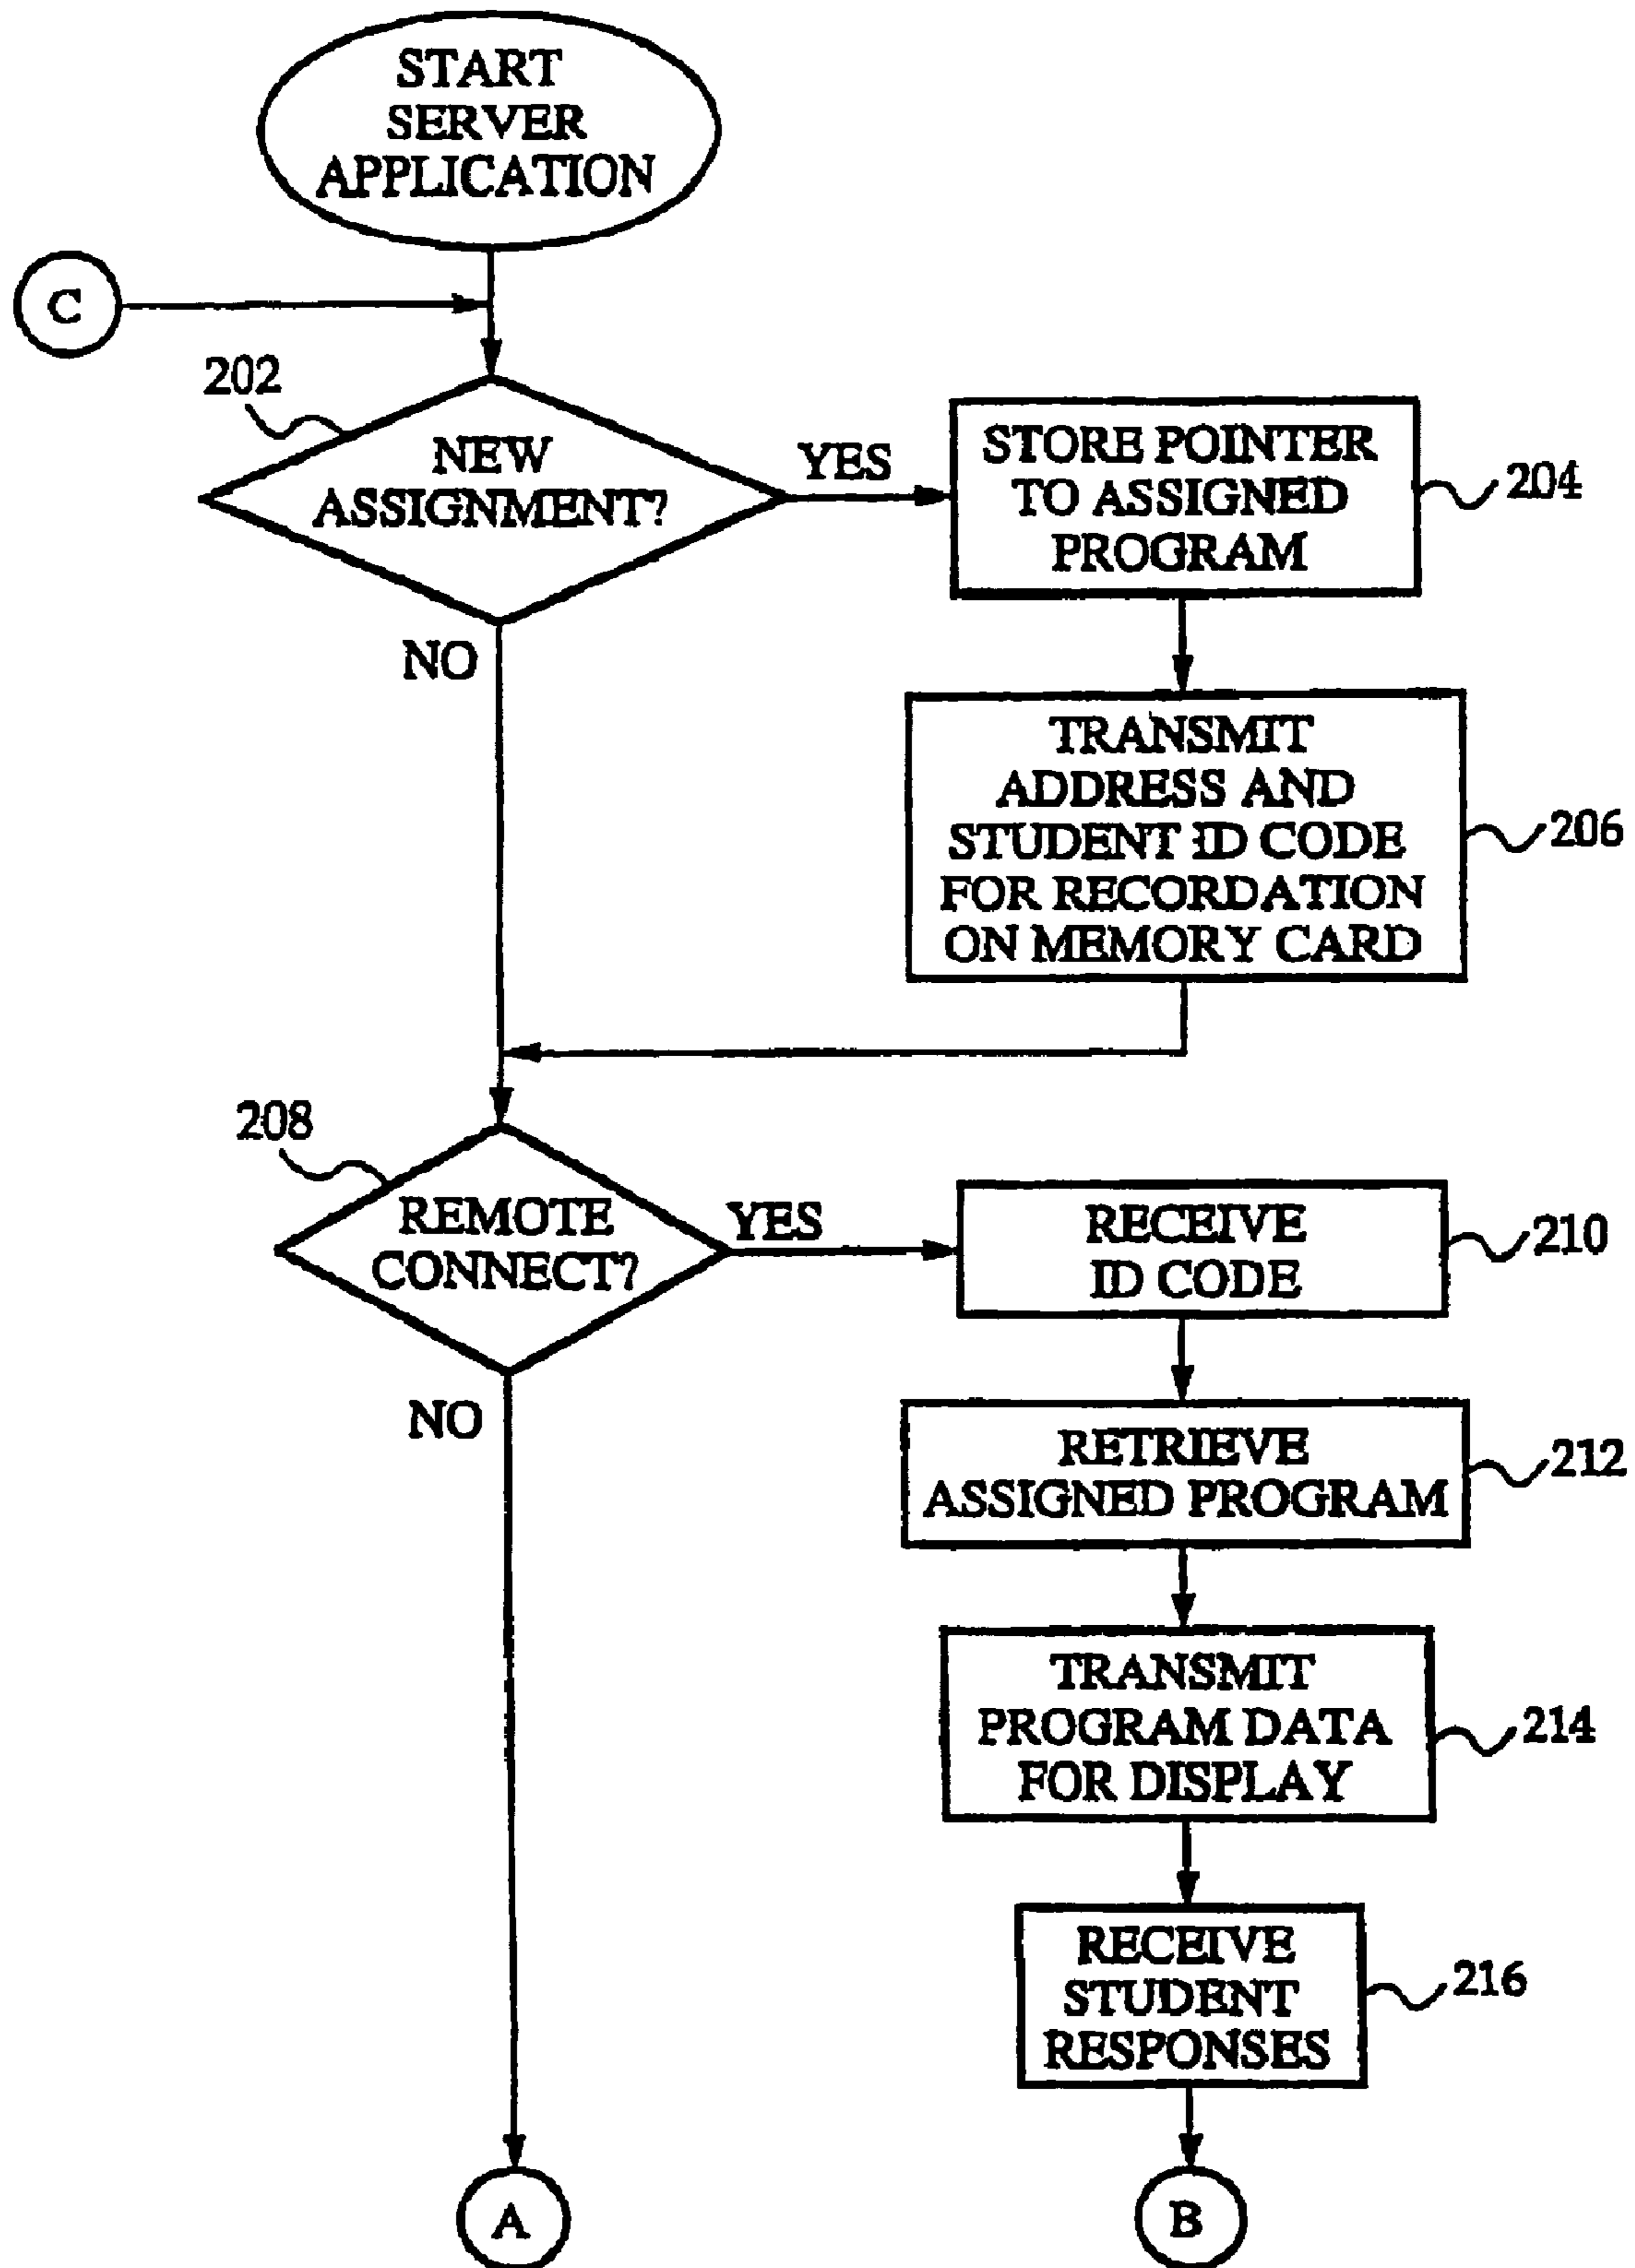 START
SERVER
APPLICATION
C
202
NEW
ASSIGNMENT?
YES
STORE POINTER
TO ASSIGNED
PROGRAM
204
NO
TRANSMIT
ADDRESS AND
STUDENT ID CODE
FOR RECORDATION
ON MEMORY CARD
206
208
REMOTE
CONNECT?
YES
RECEIVE
ID CODE
210
NO
RETRIEVE
ASSIGNED PROGRAM
212
TRANSMIT
PROGRAM DATA
FOR DISPLAY
214
RECEIVE
STUDENT
RESPONSES
216
A
B